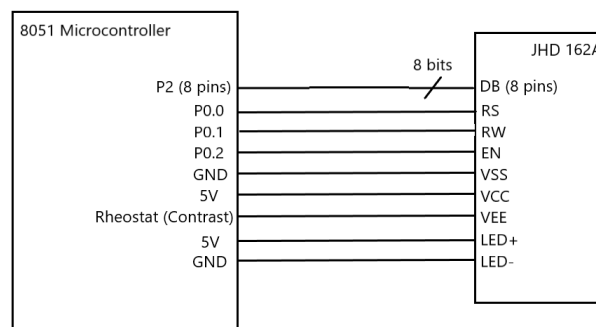 8051 Microcontroller
JHD 162A
8 bits
P2 (8 pins)
DB (8 pins)
P0.0
RS
P0.1
RW
P0.2
EN
GND
VSS
5V
VCC
Rheostat (Contrast)
VEE
5V
LED+
GND
LED-